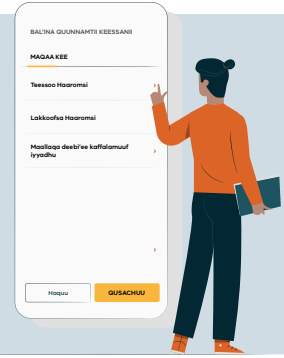 BAL'INA QUUNNAMTII KEESSANII
MAQAA KEE
Teessoo Haaromsi
Lakkoofsa Haaromsi
Maallaqa deebi'ee kaffalamuuf
iyyadhu
Haquu
QUSACHUU